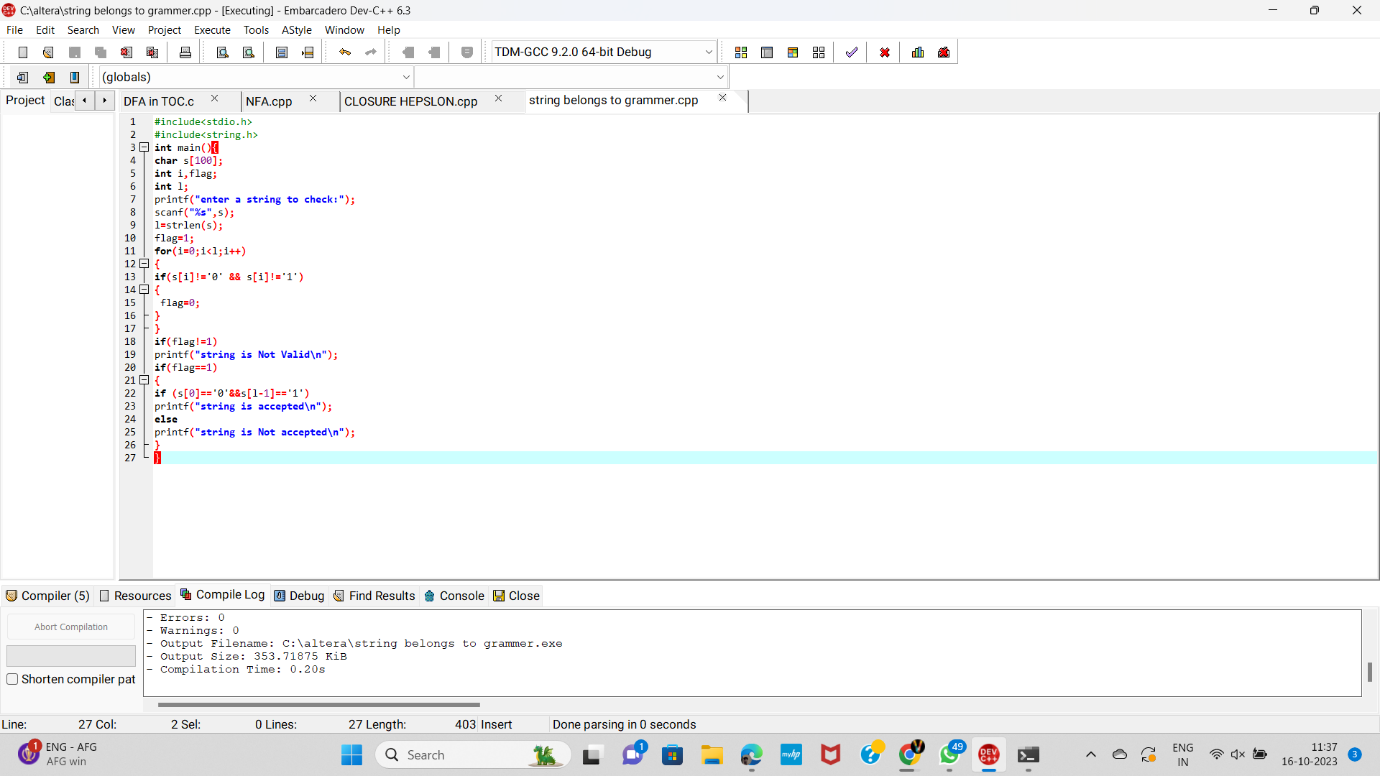 C:\altera\string belongs to grammer.cpp - [Executing] - Embarcadero Dev-C++ 6.3
File Edit Search View Project Execute Tools AStyle Window Help
TDM-GCC 9.2.0 64-bit Debug
(globals)
Project Clas DFA in TOC.c NFA.cpp CLOSURE HEPSLON.cpp string belongs to grammer.cpp
1 #include<stdio.h>
2 #include<string.h>
3 int main(){
4 char s[100];
5 int i,flag;
6 int l;
7 printf("enter a string to check:");
8 scanf("%s",s);
9 l=strlen(s);
10 flag=1;
11 for(i=0;i<l;i++)
12 {
13 if(s[i]!='0' && s[i]!='1')
14 {
15 flag=0;
16 }
17 }
18 if(flag!=1)
19 printf("string is Not Valid\n");
20 if(flag==1)
21 {
22 if (s[0]=='0'&&s[l-1]=='1')
23 printf("string is accepted\n");
24 else
25 printf("string is Not accepted\n");
26 }
27 }
Compiler (5) Resources Compile Log Debug Find Results Console Close
Abort Compilation
Shorten compiler pat
- Errors: 0
- Warnings: 0
- Output Filename: C:\altera\string belongs to grammer.exe
- Output Size: 353.71875 KiB
- Compilation Time: 0.20s
Line: 27 Col: 2 Sel: 0 Lines: 27 Length: 403 Insert Done parsing in 0 seconds
1 ENG - AFG
AFG win
Search
1
myhp
V
49
DEV C++
ENG
IN
11:37
16-10-2023
3